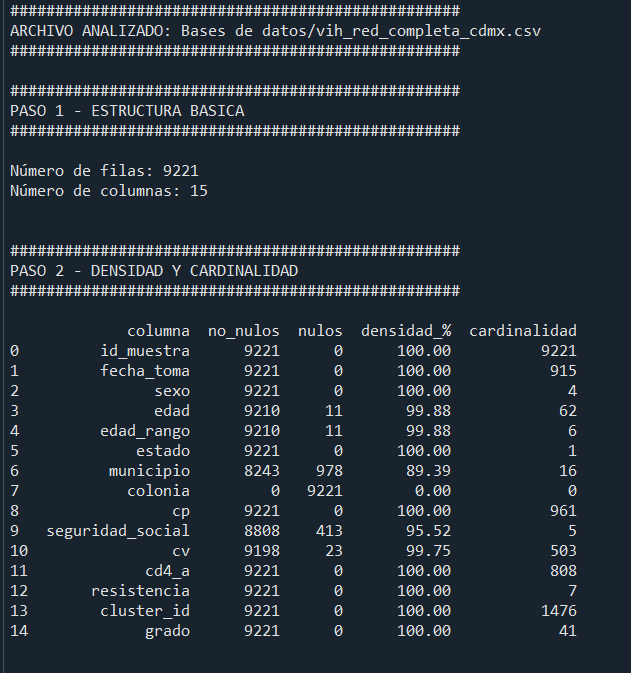 ##################################################
ARCHIVO ANALIZADO: Bases de datos/vih_red_completa_cdmx.csv
##################################################
##################################################
PASO 1 - ESTRUCTURA BASICA
##################################################
Número de filas: 9221
Número de columnas: 15
##################################################
PASO 2 - DENSIDAD Y CARDINALIDAD
##################################################
columna no_nulos nulos densidad_% cardinalidad
0 id_muestra 9221 0 100.00 9221
1 fecha_toma 9221 0 100.00 915
2 sexo 9221 0 100.00 4
3 edad 9210 11 99.88 62
4 edad_rango 9210 11 99.88 6
5 estado 9221 0 100.00 1
6 municipio 8243 978 89.39 16
7 colonia 0 9221 0.00 0
8 cp 9221 0 100.00 961
9 seguridad_social 8808 413 95.52 5
10 cv 9198 23 99.75 503
11 cd4_a 9221 0 100.00 808
12 resistencia 9221 0 100.00 7
13 cluster_id 9221 0 100.00 1476
14 grado 9221 0 100.00 41